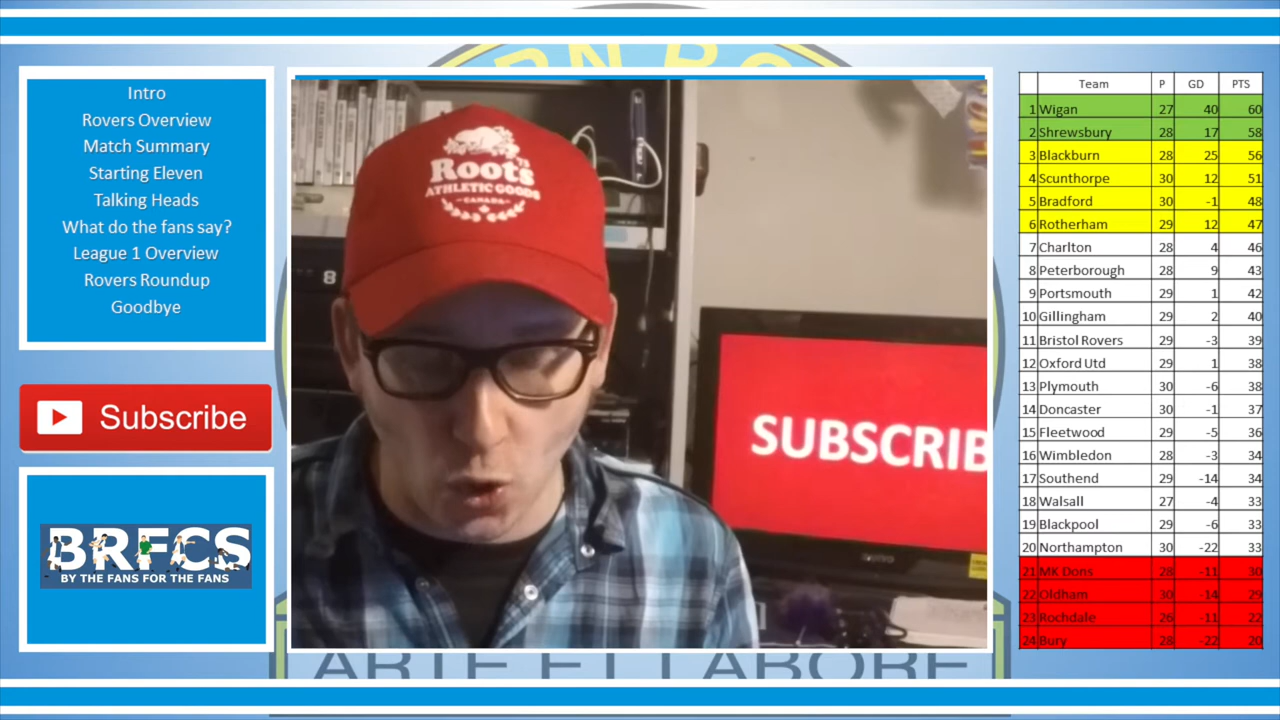 RN RO
Intro
Rovers Overview
Match Summary
Starting Eleven
Talking Heads
What do the fans say?
League 1 Overview
Rovers Roundup
Goodbye
Subscribe
BRFCS
BY THE FANS FOR THE FANS
Roots
ATHLETIC GOODS
CANADA
8
SUBSCRIB
ARTE ET LABORE
Team P GD PTS
1 Wigan 27 40 60
2 Shrewsbury 28 17 58
3 Blackburn 28 25 56
4 Scunthorpe 30 12 51
5 Bradford 30 -1 48
6 Rotherham 29 12 47
7 Charlton 28 4 46
8 Peterborough 28 9 43
9 Portsmouth 29 1 42
10 Gillingham 29 2 40
11 Bristol Rovers 29 -3 39
12 Oxford Utd 29 1 38
13 Plymouth 30 -6 38
14 Doncaster 30 -1 37
15 Fleetwood 29 -5 36
16 Wimbledon 28 -3 34
17 Southend 29 -14 34
18 Walsall 27 -4 33
19 Blackpool 29 -6 33
20 Northampton 30 -22 33
21 MK Dons 28 -11 30
22 Oldham 30 -14 29
23 Rochdale 26 -11 22
24 Bury 28 -22 20